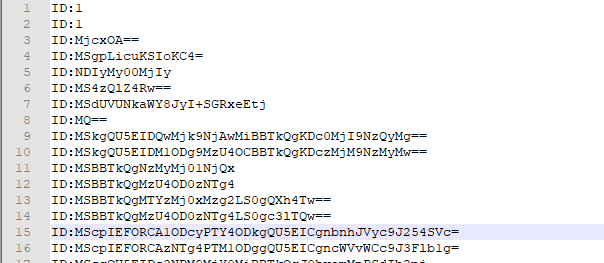 1 ID:1
2 ID:1
3 ID:MjcxOA==
4 ID:MSgpLicuKSIoKC4=
5 ID:NDIyMy00MjIy
6 ID:MS4zQlZ4Rw==
7 ID:MSdUVUNkaWY8JyI+SGRxeEtj
8 ID:MQ==
9 ID:MSkgQU5EIDQwMjk9NjAwMiBBTkQgKDc0MjI9NzQyMg==
10 ID:MSkgQU5EIDM1ODg9MzU4OCBBTkQgKDczMjM9NzMyMw==
11 ID:MSBBTkQgNzMyMj01NjQx
12 ID:MSBBTkQgMzU4OD0zNTg4
13 ID:MSBBTkQgMTYzMj0xMzg2LS0gQXh4Tw==
14 ID:MSBBTkQgMzU4OD0zNTg4LS0gc3lTQw==
15 ID:MScpIEFORCA1ODcyPTY4ODkgQU5EICgnbnhJVyc9J254SVc=
16 ID:MScpIEFORCAzNTg4PTM1ODggQU5EICgncWVvWCc9J3Flb1g=